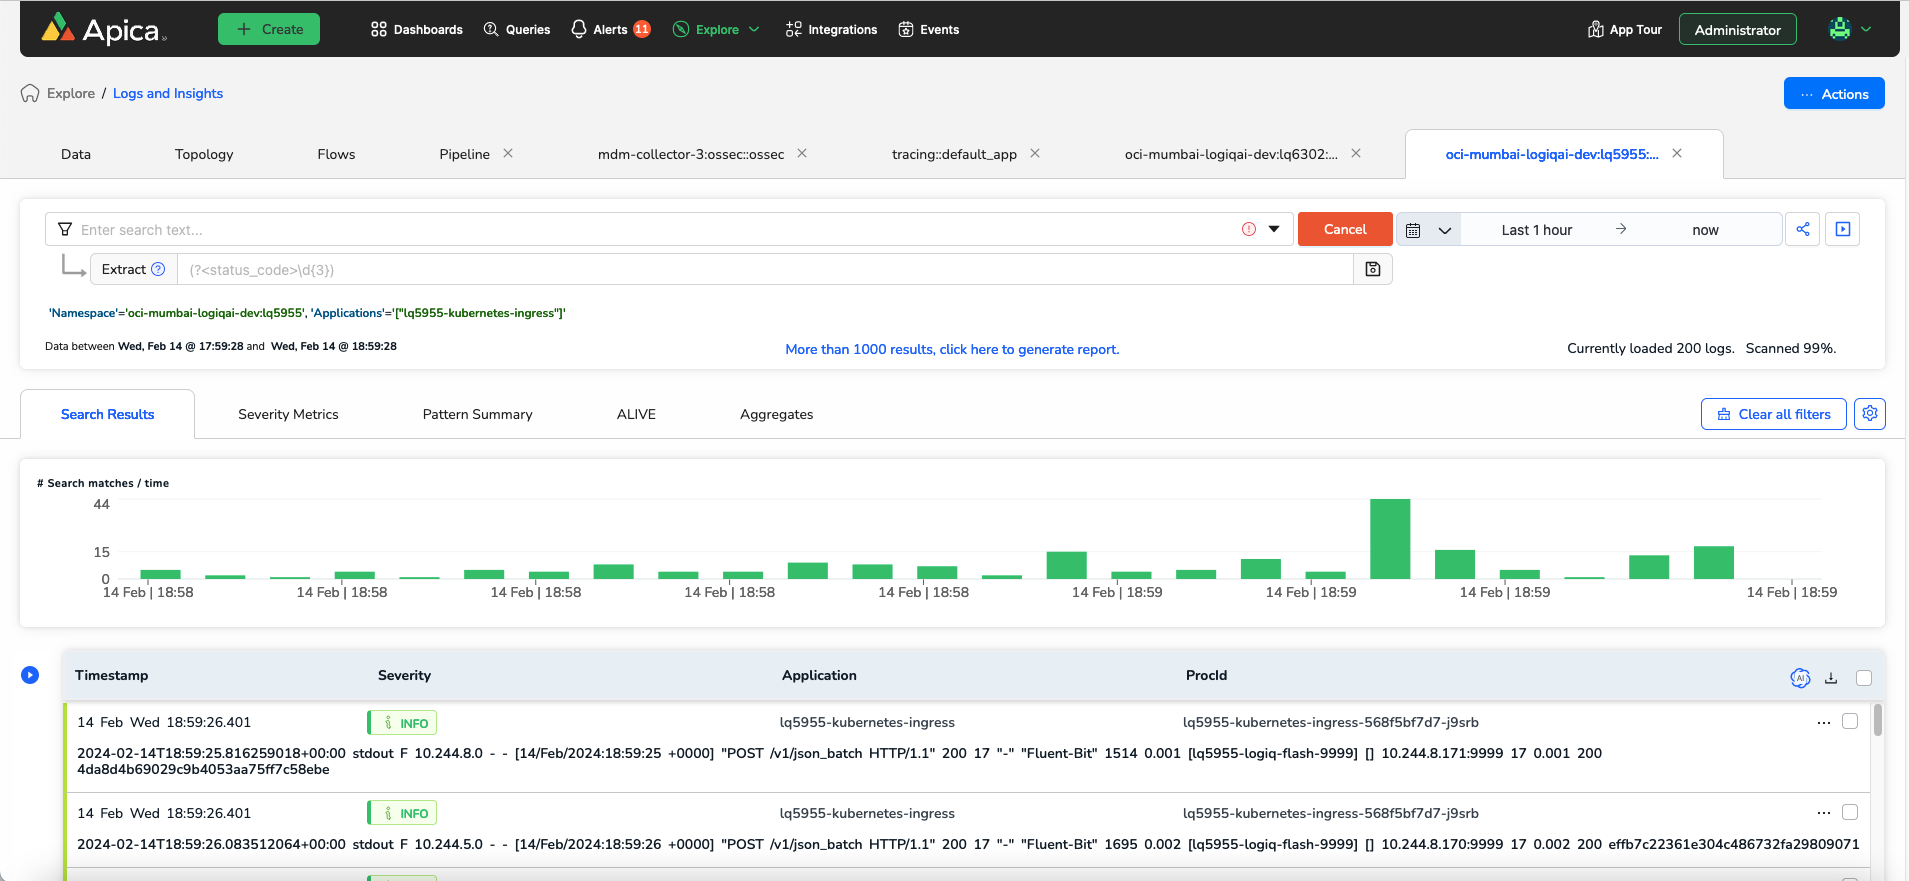 Apica
Create
Dashboards
Queries
Alerts 11
Explore
Integrations
Events
App Tour
Administrator
Explore / Logs and Insights
... Actions
Data
Topology
Flows
Pipeline
mdm-collector-3:ossec::ossec
tracing::default_app
oci-mumbai-logiqai-dev:lq6302:...
oci-mumbai-logiqai-dev:lq5955:...
Enter search text...
Cancel
Last 1 hour → now
Extract (?<status_code>\d{3})
'Namespace'='oci-mumbai-logiqai-dev:lq5955', 'Applications'='["lq5955-kubernetes-ingress"]'
Data between Wed, Feb 14 @ 17:59:28 and Wed, Feb 14 @ 18:59:28
More than 1000 results, click here to generate report.
Currently loaded 200 logs. Scanned 99%.
Search Results
Severity Metrics
Pattern Summary
ALIVE
Aggregates
Clear all filters
# Search matches / time
44
15
0
14 Feb | 18:58 14 Feb | 18:58 14 Feb | 18:58 14 Feb | 18:58 14 Feb | 18:58 14 Feb | 18:59 14 Feb | 18:59 14 Feb | 18:59 14 Feb | 18:59
Timestamp Severity Application ProcId AI
14 Feb Wed 18:59:26.401 i INFO lq5955-kubernetes-ingress lq5955-kubernetes-ingress-568f5bf7d7-j9srb ...
2024-02-14T18:59:25.816259018+00:00 stdout F 10.244.8.0 - - [14/Feb/2024:18:59:25 +0000] "POST /v1/json_batch HTTP/1.1" 200 17 "-" "Fluent-Bit" 1514 0.001 [lq5955-logiq-flash-9999] [] 10.244.8.171:9999 17 0.001 200
4da8d4b69029c9b4053aa75ff7c58ebe
14 Feb Wed 18:59:26.401 i INFO lq5955-kubernetes-ingress lq5955-kubernetes-ingress-568f5bf7d7-j9srb ...
2024-02-14T18:59:26.083512064+00:00 stdout F 10.244.5.0 - - [14/Feb/2024:18:59:26 +0000] "POST /v1/json_batch HTTP/1.1" 200 17 "-" "Fluent-Bit" 1695 0.002 [lq5955-logiq-flash-9999] [] 10.244.8.170:9999 17 0.002 200 effb7c22361e304c486732fa29809071